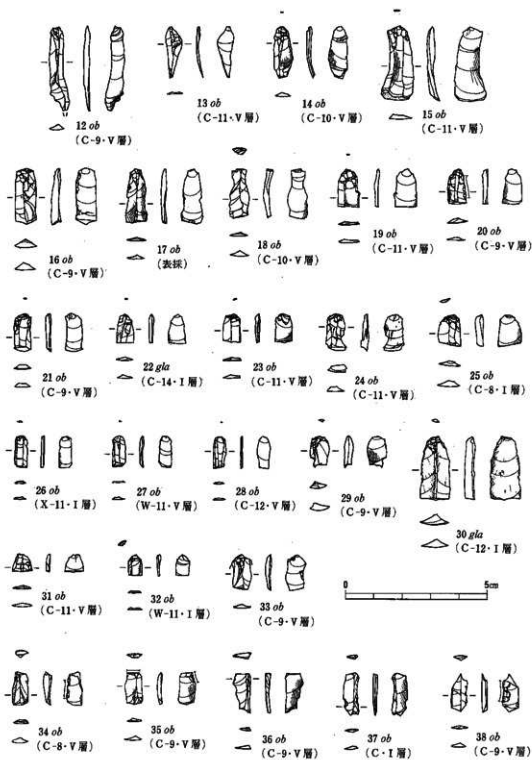 12 ob
(C-9・V層)
13 ob
(C-11・V層)
14 ob
(C-10・V層)
15 ob
(C-11・V層)
16 ob
(C-9・V層)
17 ob
(表採)
18 ob
(C-10・V層)
19 ob
(C-11・V層)
20 ob
(C-9・V層)
21 ob
(C-9・V層)
22 gla
(C-14・I層)
23 ob
(C-11・V層)
24 ob
(C-11・V層)
25 ob
(C-8・I層)
26 ob
(X-11・I層)
27 ob
(W-11・V層)
28 ob
(C-12・V層)
29 ob
(C-9・V層)
30 gla
(C-12・I層)
31 ob
(C-11・V層)
32 ob
(W-11・I層)
33 ob
(C-9・V層)
0 5cm
34 ob
(C-8・V層)
35 ob
(C-9・V層)
36 ob
(C-9・V層)
37 ob
(C・I層)
38 ob
(C-9・V層)